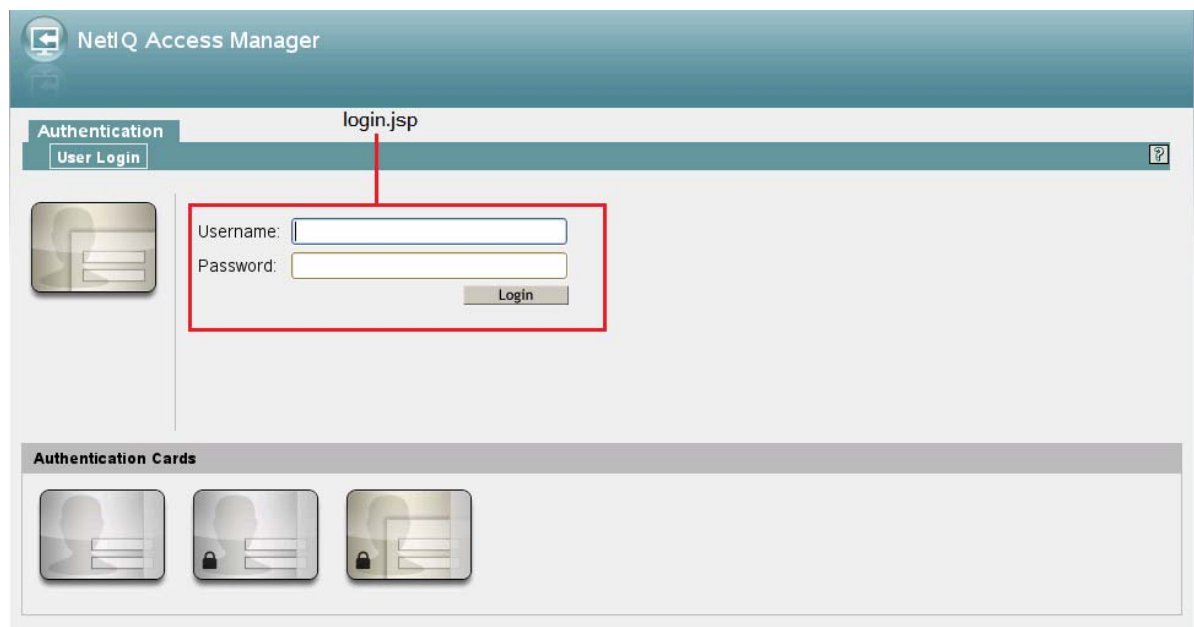 NetIQ Access Manager
login.jsp
Authentication
User Login
?
Username:
Password:
Login
Authentication Cards